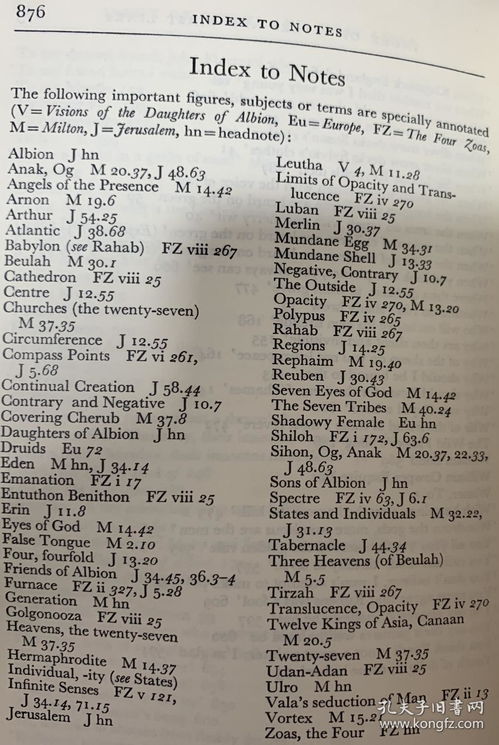 876
INDEX TO NOTES
Index to Notes
The following important figures, subjects or terms are specially annotated
(V=Visions of the Daughters of Albion, Eu=Europe, FZ=The Four Zoas,
M=Milton, J=Jerusalem, hn=headnote):
Albion J hn
Anak, Og M 20.37, J 48.63
Angels of the Presence M 14.42
Arnon M 19.6
Arthur J 54.25
Atlantic J 38.68
Babylon (see Rahab) FZ viii 267
Beulah M 30.1
Cathedron FZ viii 25
Centre J 12.55
Churches (the twenty-seven)
M 37.35
Circumference J 12.55
Compass Points FZ vi 261,
J 5.68
Continual Creation J 58.44
Contrary and Negative J 10.7
Covering Cherub M 37.8
Daughters of Albion J hn
Druids Eu 72
Eden M hn, J 34.14
Emanation FZ i 17
Entuthon Benithon FZ viii 25
Erin J 11.8
Eyes of God M 14.42
False Tongue M 2.10
Four, fourfold J 13.20
Friends of Albion J 34.45, 36.3-4
Furnace FZ ii 327, J 5.28
Generation M hn
Golgonooza FZ viii 25
Heavens, the twenty-seven
M 37.35
Hermaphrodite M 14.37
Individual, -ity (see States)
Infinite Senses FZ v 121,
J 34.14, 71.15
Jerusalem J hn
Leutha V 4, M 11.28
Limits of Opacity and Trans-
lucence FZ iv 270
Luban FZ viii 25
Merlin J 30.37
Mundane Egg M 34.31
Mundane Shell J 13.33
Negative, Contrary J 10.7
The Outside J 12.55
Opacity FZ iv 270, M 13.20
Polypus FZ iv 265
Rahab FZ viii 267
Regions J 14.25
Rephaim M 19.40
Reuben J 30.43
Seven Eyes of God M 14.42
The Seven Tribes M 40.24
Shadowy Female Eu hn
Shiloh FZ i 172, J 63.6
Sihon, Og, Anak M 20.37, 22.33,
J 48.63
Sons of Albion J hn
Spectre FZ iv 63, J 6.1
States and Individuals M 32.22,
J 31.13
Tabernacle J 44.34
Three Heavens (of Beulah)
M 5.5
Tirzah FZ viii 267
Translucence, Opacity FZ iv 270
Twelve Kings of Asia, Canaan
M 20.5
Twenty-seven M 37.35
Udan-Adan FZ viii 25
Ulro M hn
Vala's seduction of Man FZ ii 13
Vortex M 15.21
Zoas, the Four FZ hn
孔夫子旧书网
www.kongfz.com